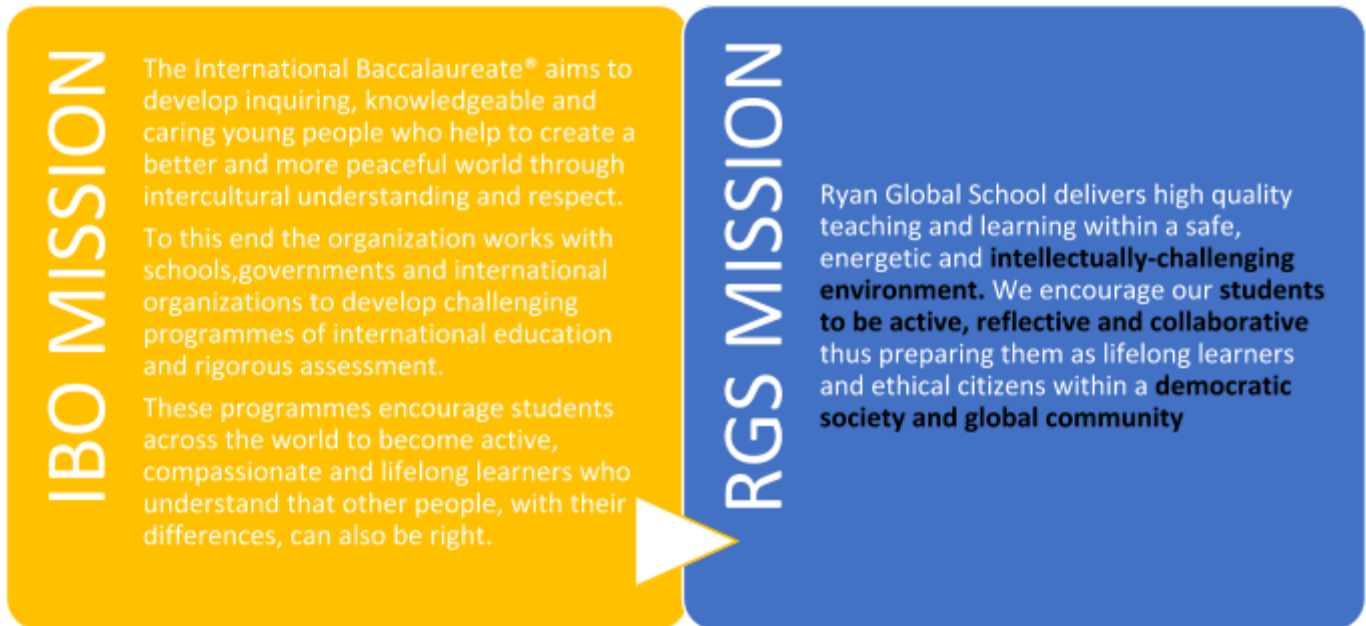 IBO MISSION
The International Baccalaureate® aims to
develop inquiring, knowledgeable and
caring young people who help to create a
better and more peaceful world through
intercultural understanding and respect.
To this end the organization works with
schools,governments and international
organizations to develop challenging
programmes of international education
and rigorous assessment.
These programmes encourage students
across the world to become active,
compassionate and lifelong learners who
understand that other people, with their
differences, can also be right.
RGS MISSION
Ryan Global School delivers high quality
teaching and learning within a safe,
energetic and intellectually-challenging
environment. We encourage our students
to be active, reflective and collaborative
thus preparing them as lifelong learners
and ethical citizens within a democratic
society and global community